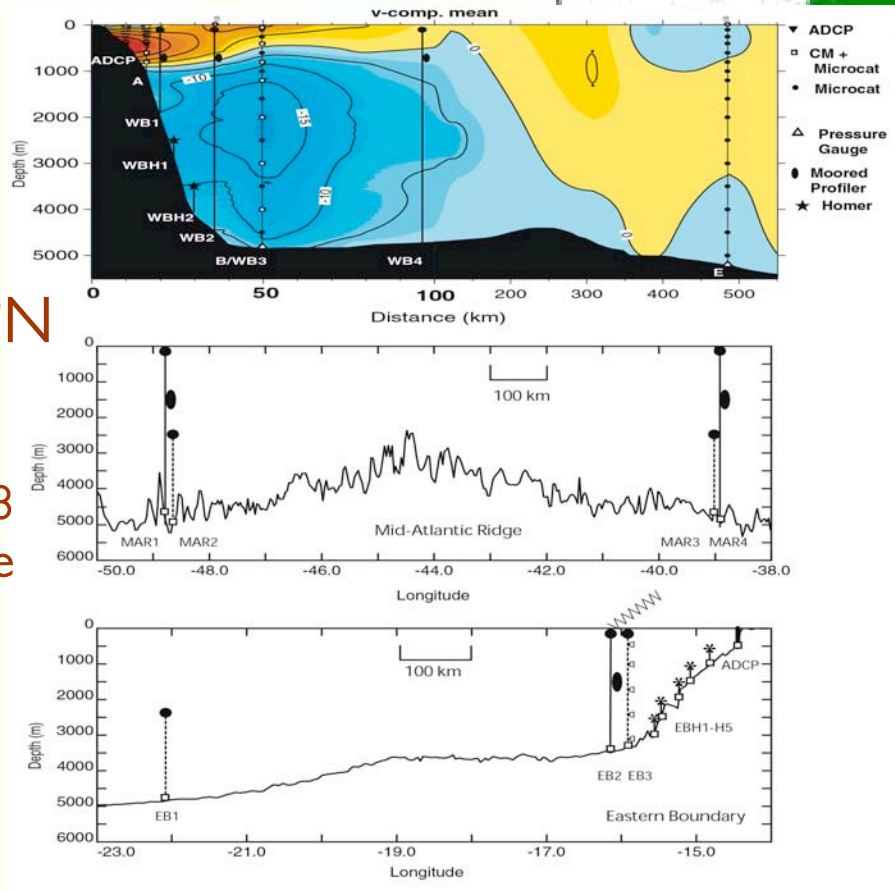 v-comp. mean
0
1000
2000
3000
4000
5000
Depth (m)
ADCP
A
WB1
WBH1
WBH2
WB2
B/WB3
WB4
E
-10
-15
-10
0
0
0
0 50 100 200 300 400 500
Distance (km)
ADCP
CM +
Microcat
Microcat
Pressure
Gauge
Moored
Profiler
Homer
N
3
e
0
1000
2000
3000
4000
5000
6000
Depth (m)
100 km
MAR1 MAR2
Mid-Atlantic Ridge
MAR3 MAR4
-50.0 -48.0 -46.0 -44.0 -42.0 -40.0 -38.0
Longitude
0
1000
2000
3000
4000
5000
6000
Depth (m)
100 km
ADCP
EBH1-H5
EB2 EB3
EB1
Eastern Boundary
-23.0 -21.0 -19.0 -17.0 -15.0
Longitude